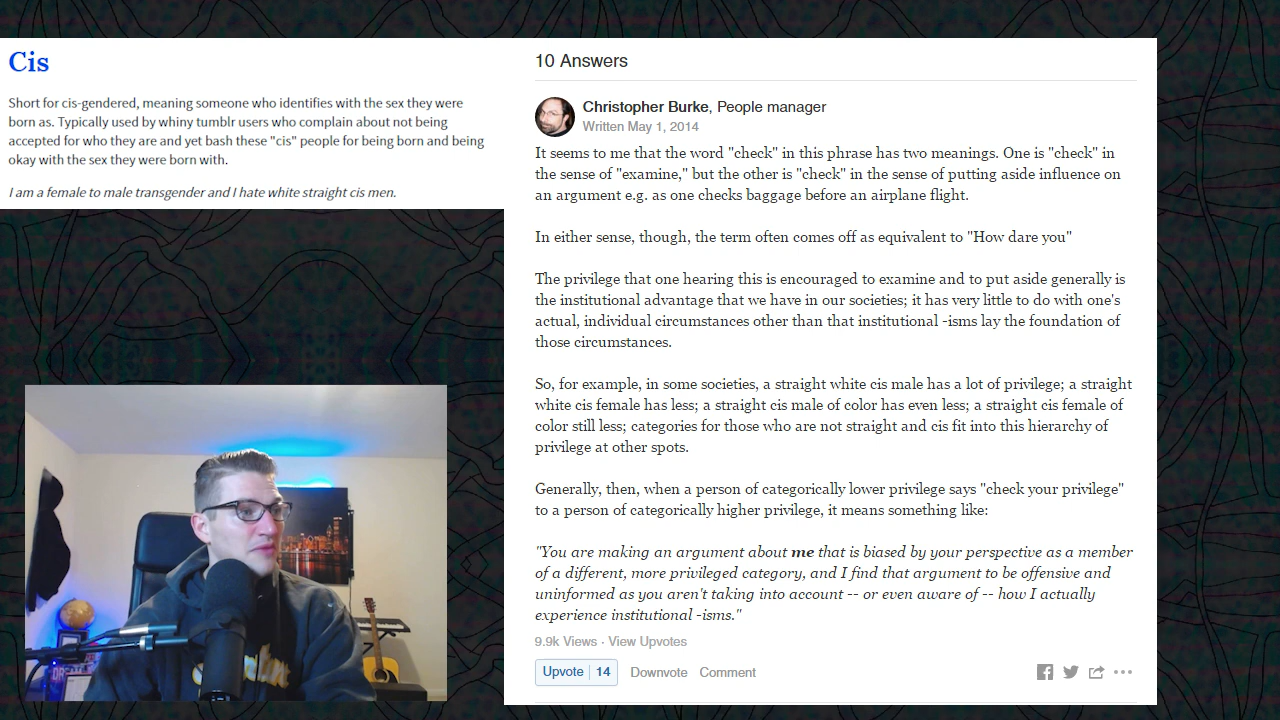 Cis
Short for cis-gendered, meaning someone who identifies with the sex they were
born as. Typically used by whiny tumblr users who complain about not being
accepted for who they are and yet bash these "cis" people for being born and being
okay with the sex they were born with.
I am a female to male transgender and I hate white straight cis men.
10 Answers
Christopher Burke, People manager
Written May 1, 2014
It seems to me that the word "check" in this phrase has two meanings. One is "check" in
the sense of "examine," but the other is "check" in the sense of putting aside influence on
an argument e.g. as one checks baggage before an airplane flight.
In either sense, though, the term often comes off as equivalent to "How dare you"
The privilege that one hearing this is encouraged to examine and to put aside generally is
the institutional advantage that we have in our societies; it has very little to do with one's
actual, individual circumstances other than that institutional -isms lay the foundation of
those circumstances.
So, for example, in some societies, a straight white cis male has a lot of privilege; a straight
white cis female has less; a straight cis male of color has even less; a straight cis female of
color still less; categories for those who are not straight and cis fit into this hierarchy of
privilege at other spots.
Generally, then, when a person of categorically lower privilege says "check your privilege"
to a person of categorically higher privilege, it means something like:
"You are making an argument about me that is biased by your perspective as a member
of a different, more privileged category, and I find that argument to be offensive and
uninformed as you aren't taking into account -- or even aware of -- how I actually
experience institutional -isms."
9.9k Views · View Upvotes
Upvote | 14 Downvote Comment